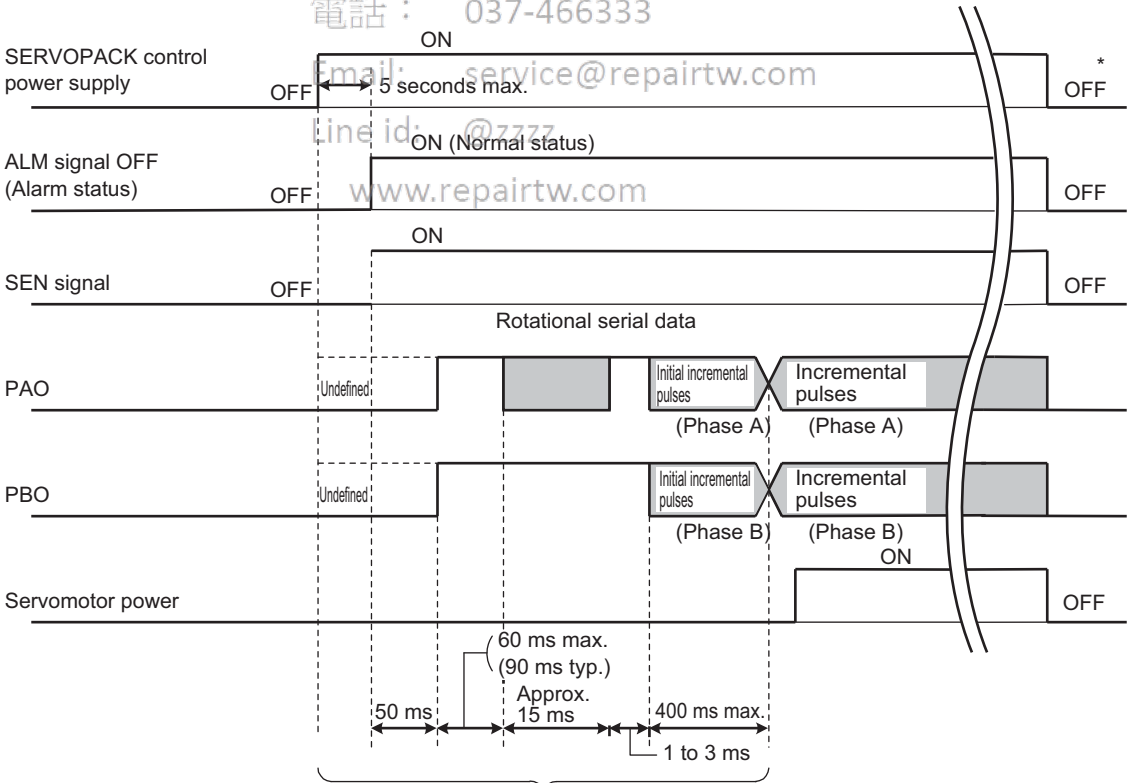 電話： 037-466333
ON
SERVOPACK control
power supply
Email: service@repairtw.com
OFF
5 seconds max.
*
OFF
Line id: @zzzz
ON (Normal status)
ALM signal OFF
(Alarm status)
OFF
www.repairtw.com
OFF
ON
SEN signal
OFF
OFF
Rotational serial data
PAO
Undefined
Initial incremental
pulses
Incremental
pulses
(Phase A)
(Phase A)
PBO
Undefined
Initial incremental
pulses
Incremental
pulses
(Phase B)
(Phase B)
ON
Servomotor power
OFF
60 ms max.
(90 ms typ.)
Approx.
50 ms
15 ms
400 ms max.
1 to 3 ms